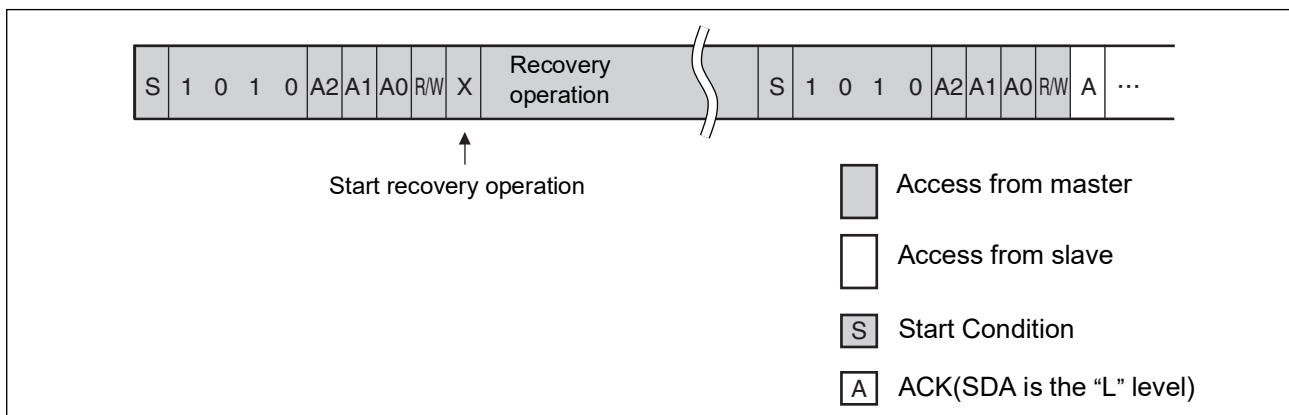 S 1 0 1 0 A2 A1 A0 R/W X Recovery operation S 1 0 1 0 A2 A1 A0 R/W A ...
Start recovery operation
Access from master
Access from slave
S Start Condition
A ACK(SDA is the “L” level)